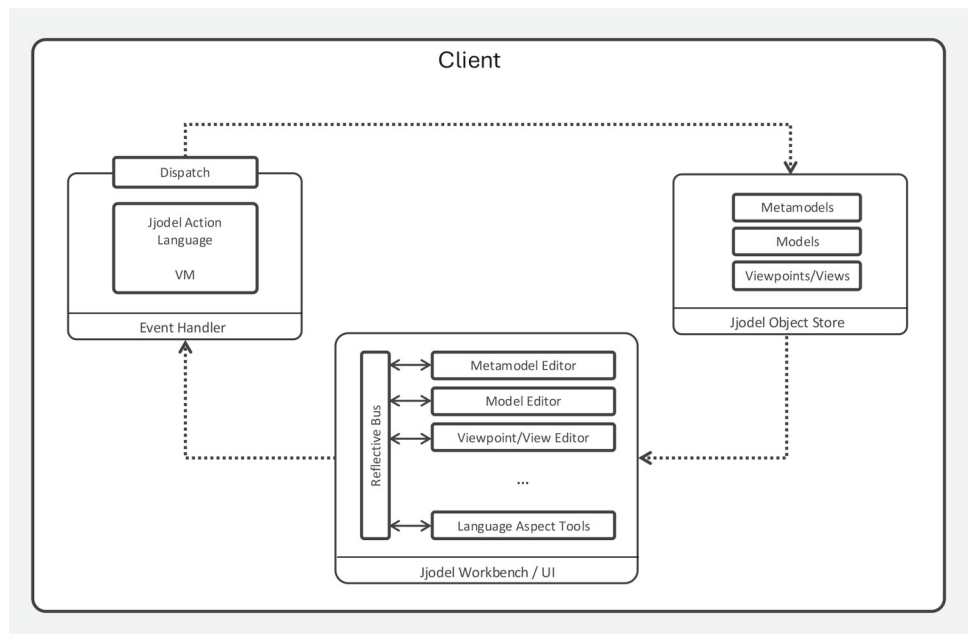 Client
Dispatch
Jjodel Action
Language
VM
Event Handler
Metamodels
Models
Viewpoints/Views
Jjodel Object Store
Reflective Bus
Metamodel Editor
Model Editor
Viewpoint/View Editor
...
Language Aspect Tools
Jjodel Workbench / UI